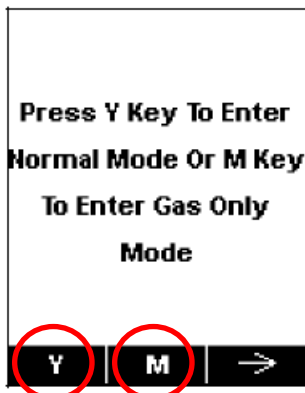 Press Y Key To Enter
Normal Mode Or M Key
To Enter Gas Only
Mode
Y M →